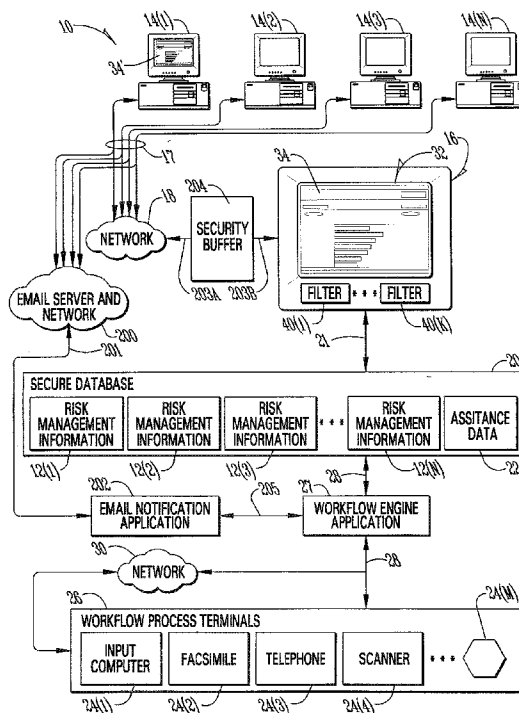 10
14(1)
14(2)
14(3)
14(N)
34'
17
34
32
16
204
SECURITY
BUFFER
18
NETWORK
203A
203B
FILTER
FILTER
40(1)
40(K)
EMAIL SERVER AND
NETWORK
200
201
21
20
SECURE DATABASE
RISK
MANAGEMENT
INFORMATION
RISK
MANAGEMENT
INFORMATION
RISK
MANAGEMENT
INFORMATION
RISK
MANAGEMENT
INFORMATION
ASSITANCE
DATA
12(1)
12(2)
12(3)
12(N)
22
202
205
28
27
EMAIL NOTIFICATION
APPLICATION
WORKFLOW ENGINE
APPLICATION
30
NETWORK
28
26
24(M)
WORKFLOW PROCESS TERMINALS
INPUT
COMPUTER
FACSIMILE
TELEPHONE
SCANNER
24(1)
24(2)
24(3)
24(4)